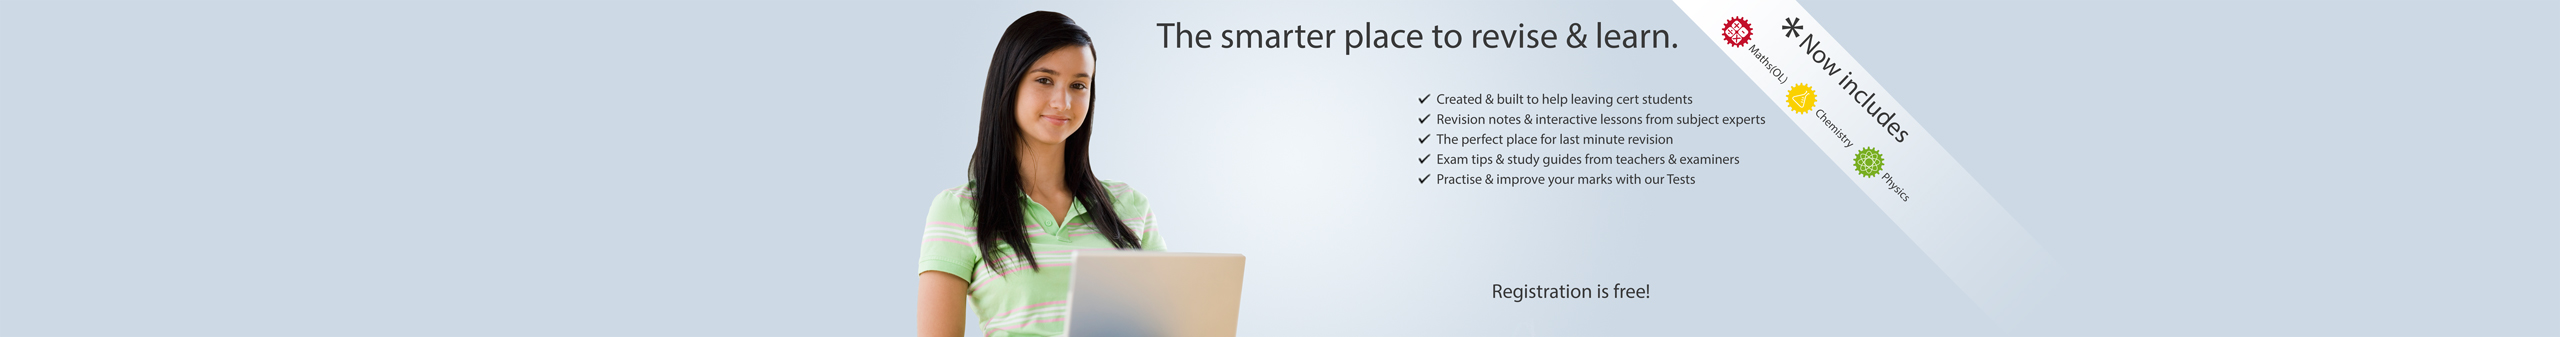 The smarter place to revise & learn.
✔ Created & built to help leaving cert students
✔ Revision notes & interactive lessons from subject experts
✔ The perfect place for last minute revision
✔ Exam tips & study guides from teachers & examiners
✔ Practise & improve your marks with our Tests
Registration is free!
*Now includes
Maths(OL)
Chemistry
Physics